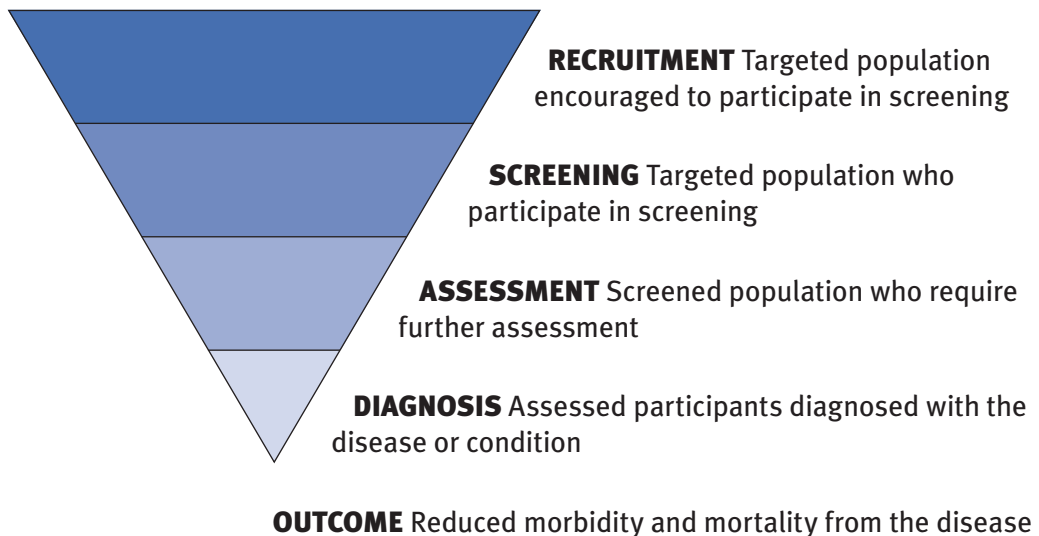 RECRUITMENT Targeted population
encouraged to participate in screening
SCREENING Targeted population who
participate in screening
ASSESSMENT Screened population who require
further assessment
DIAGNOSIS Assessed participants diagnosed with the
disease or condition
OUTCOME Reduced morbidity and mortality from the disease